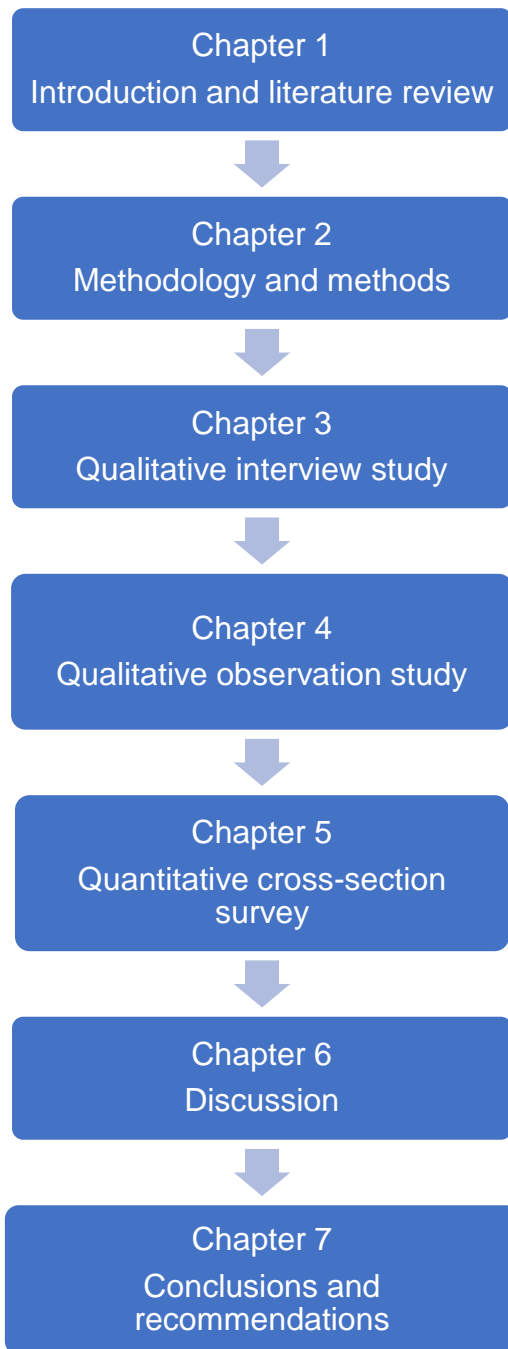 Chapter 1
Introduction and literature review
Chapter 2
Methodology and methods
Chapter 3
Qualitative interview study
Chapter 4
Qualitative observation study
Chapter 5
Quantitative cross-section
survey
Chapter 6
Discussion
Chapter 7
Conclusions and
recommendations